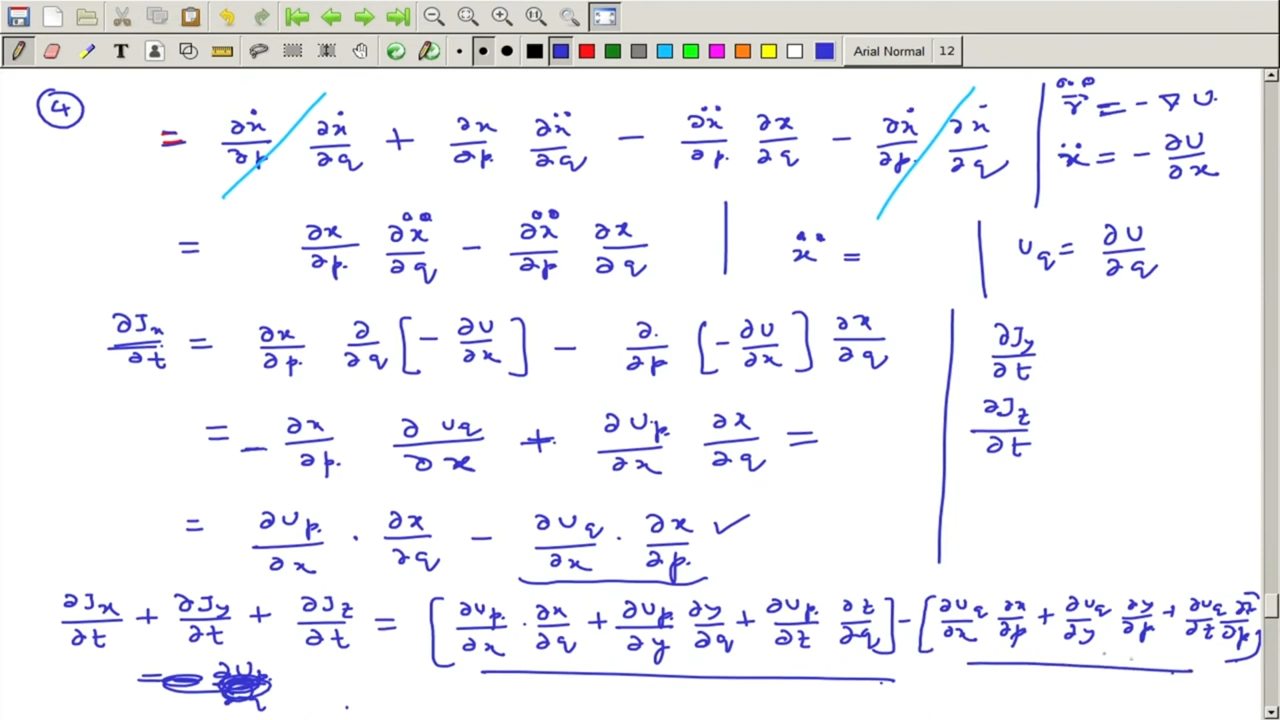 Arial Normal 12
④ = ∂ẋ/∂p ∂ẋ/∂q + ∂x/∂p ∂ẍ/∂q − ∂ẍ/∂p ∂x/∂q − ∂ẋ/∂p ∂ẋ/∂q | r̈ = − ∇U
ẍ = − ∂U/∂x
= ∂x/∂p ∂ẍ/∂q − ∂ẍ/∂p ∂x/∂q | ẍ = | U_q = ∂U/∂q
∂J_x/∂t = ∂x/∂p ∂/∂q [− ∂U/∂x] − ∂/∂p [− ∂U/∂x] ∂x/∂q | ∂J_y/∂t
= − ∂x/∂p ∂U_q/∂x + ∂U_p/∂x ∂x/∂q = | ∂J_z/∂t
= ∂U_p/∂x · ∂x/∂q − ∂U_q/∂x · ∂x/∂p ✓
∂J_x/∂t + ∂J_y/∂t + ∂J_z/∂t = [∂U_p/∂x · ∂x/∂q + ∂U_p/∂y ∂y/∂q + ∂U_p/∂z ∂z/∂q] − [∂U_q/∂x ∂x/∂p + ∂U_q/∂y ∂y/∂p + ∂U_q/∂z ∂z/∂p]
=